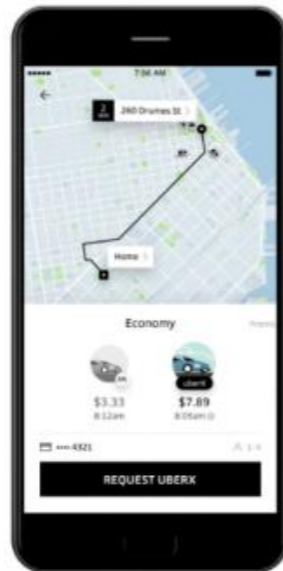 7:56 AM
2
MIN
260 Drumes St
Home
Economy
uberX
$3.33
$7.89
8:12am
8:05am
•••• 4321
1-4
REQUEST UBERX